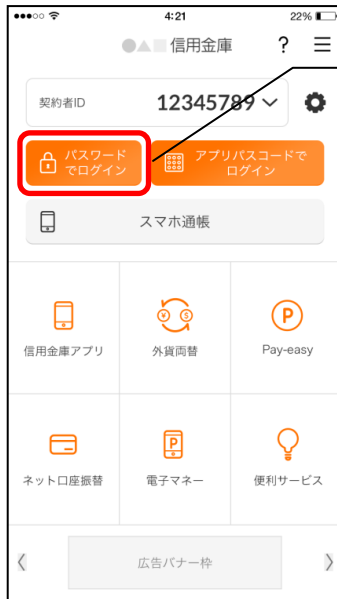 4:21
22%
●▲■ 信用金庫
?
契約者ID
12345789
パスワード
でログイン
アプリパスコードで
ログイン
スマホ通帳
信用金庫アプリ
外貨両替
Pay-easy
ネット口座振替
電子マネー
便利サービス
広告バナー枠